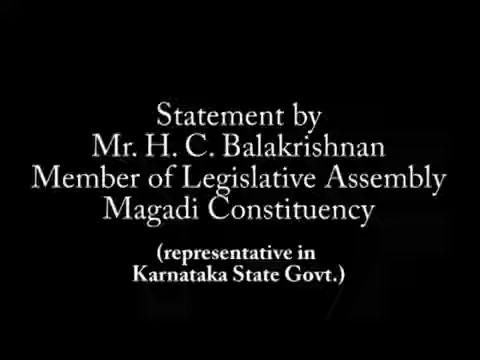 Statement by
Mr. H. C. Balakrishnan
Member of Legislative Assembly
Magadi Constituency
(representative in
Karnataka State Govt.)